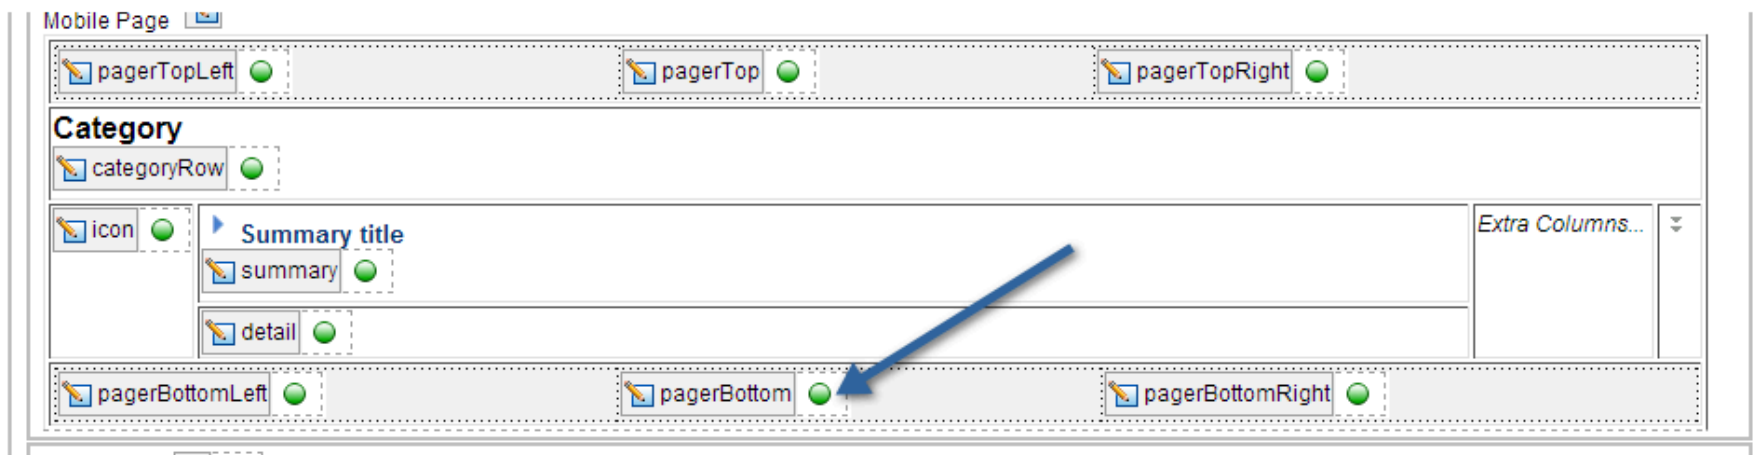 Mobile Page
pagerTopLeft pagerTop pagerTopRight
Category
categoryRow
icon Summary title Extra Columns...
summary
detail
pagerBottomLeft pagerBottom pagerBottomRight